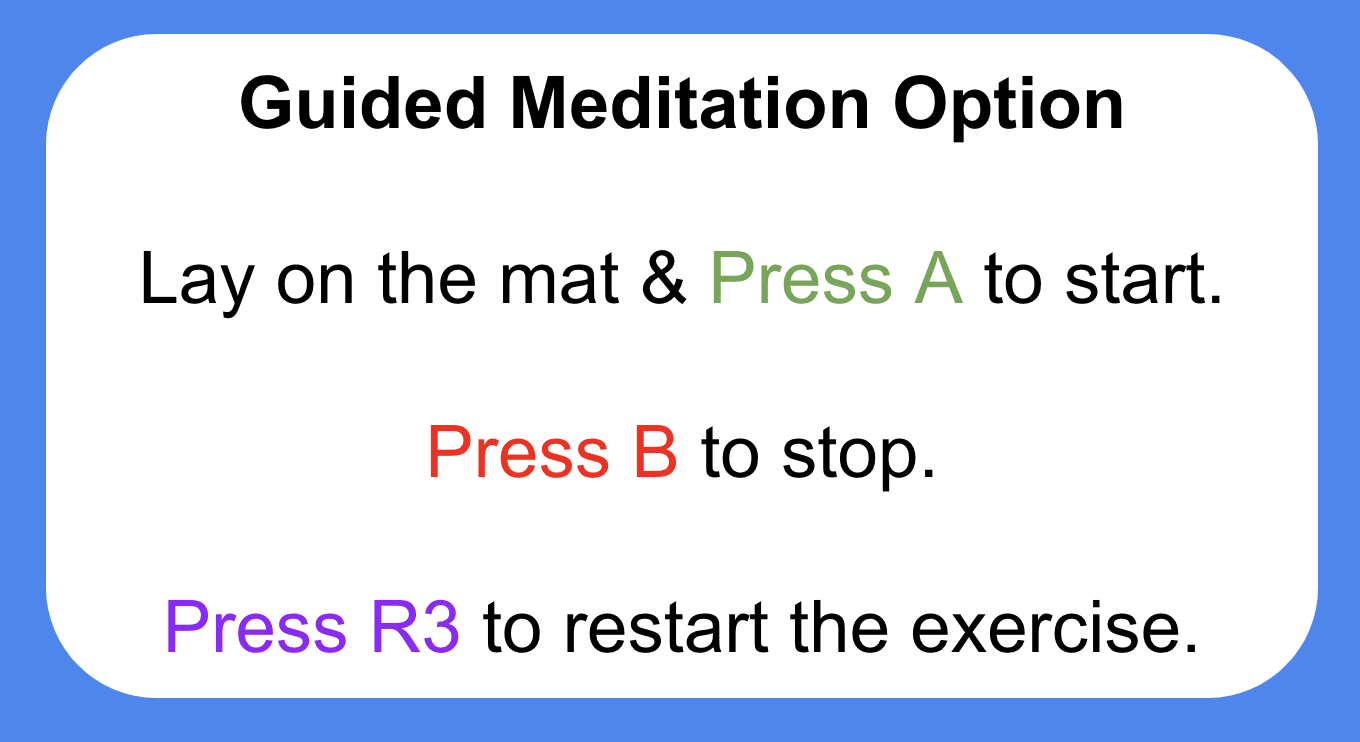 Guided Meditation Option
Lay on the mat & Press A to start.
Press B to stop.
Press R3 to restart the exercise.